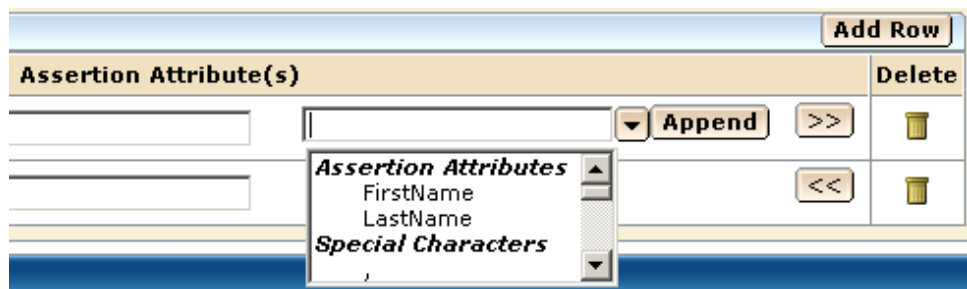 Add Row
Assertion Attribute(s) Delete
Append >>
Assertion Attributes
FirstName
LastName
<<
Special Characters
,